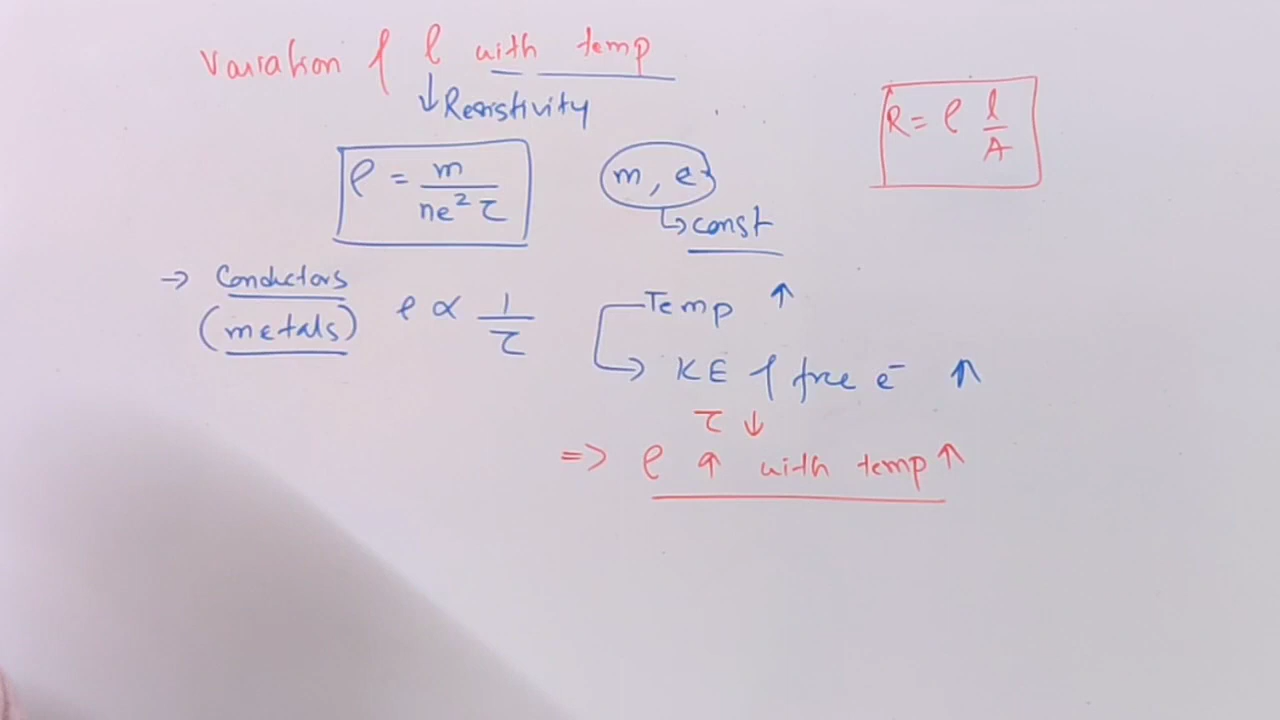 Variation of ρ with temp
↓ Resistivity
R = ρ l/A
ρ = m/ne²τ
m, e} 
↳ const
→ Conductors
(metals) ρ ∝ 1/τ
Temp ↑
→ KE of free e⁻ ↑
τ ↓
=> ρ ↑ with temp ↑